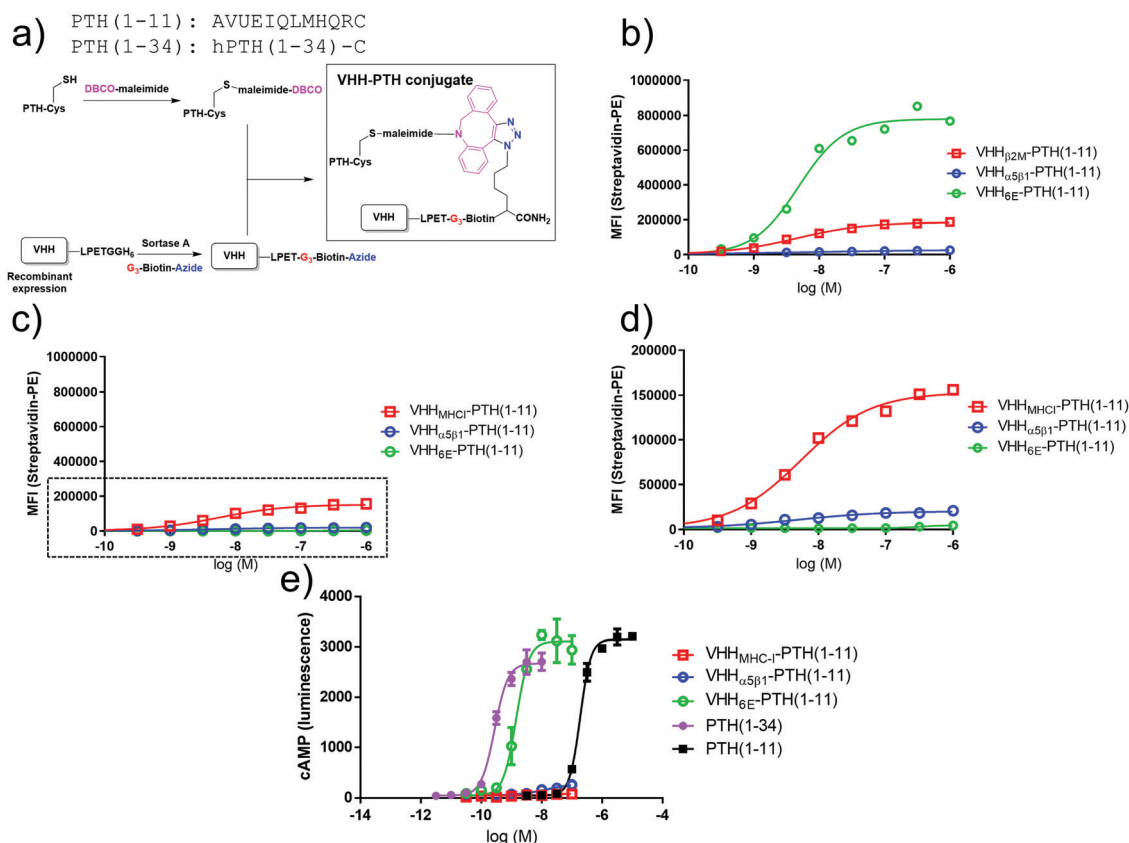 a)
PTH(1-11): AVUEIQLMHQRC
PTH(1-34): hPTH(1-34)-C
SH
PTH-Cys
DBCO-maleimide
S-maleimide-DBCO
PTH-Cys
VHH-PTH conjugate
S-maleimide
PTH-Cys
N
N
N
N
VHH
LPET-G3-Biotin
CONH2
VHH
LPETGGH6
Recombinant
expression
Sortase A
G3-Biotin-Azide
VHH
LPET-G3-Biotin-Azide
b)
MFI (Streptavidin-PE)
1000000
800000
600000
400000
200000
0
-10
-9
-8
-7
-6
log (M)
VHHβ2M-PTH(1-11)
VHHα5β1-PTH(1-11)
VHH6E-PTH(1-11)
c)
MFI (Streptavidin-PE)
1000000
800000
600000
400000
200000
0
-10
-9
-8
-7
-6
log (M)
VHHMHCI-PTH(1-11)
VHHα5β1-PTH(1-11)
VHH6E-PTH(1-11)
d)
MFI (Streptavidin-PE)
200000
150000
100000
50000
0
-10
-9
-8
-7
-6
log (M)
VHHMHCI-PTH(1-11)
VHHα5β1-PTH(1-11)
VHH6E-PTH(1-11)
e)
cAMP (luminescence)
4000
3000
2000
1000
0
-14
-12
-10
-8
-6
-4
log (M)
VHHMHC-I-PTH(1-11)
VHHα5β1-PTH(1-11)
VHH6E-PTH(1-11)
PTH(1-34)
PTH(1-11)